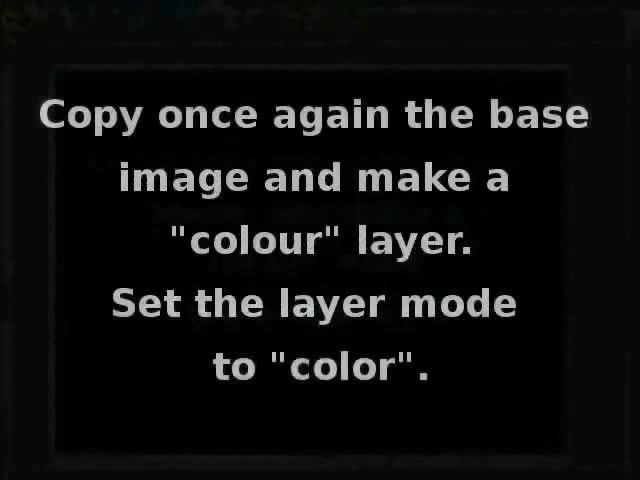 Copy once again the base
image and make a
"colour" layer.
Set the layer mode
to "color".